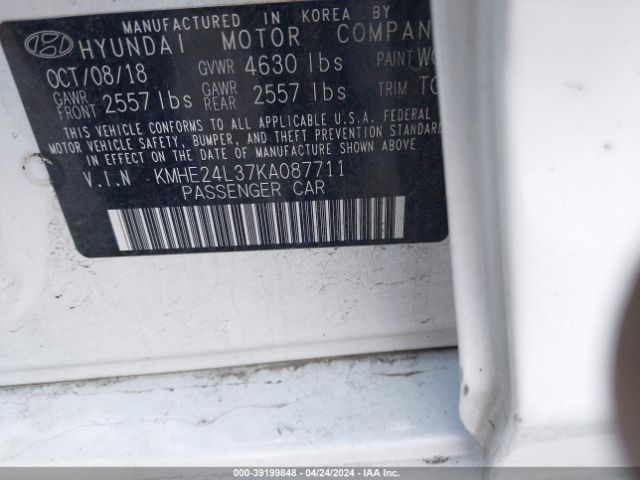 MANUFACTURED IN KOREA BY
HYUNDAI MOTOR COMPAN
OCT/08/18 GVWR 4630 lbs PAINT
GAWR FRONT 2557 lbs GAWR REAR 2557 lbs TRIM
THIS VEHICLE CONFORMS TO ALL APPLICABLE U.S.A. FEDERAL
MOTOR VEHICLE SAFETY, BUMPER, AND THEFT PREVENTION STANDARD
IN EFFECT ON THE DATE OF MANUFACTURE SHOWN ABOVE
V.I.N KMHE24L37KA087711
PASSENGER CAR
000-39199848 - 04/24/2024 - IAA Inc.